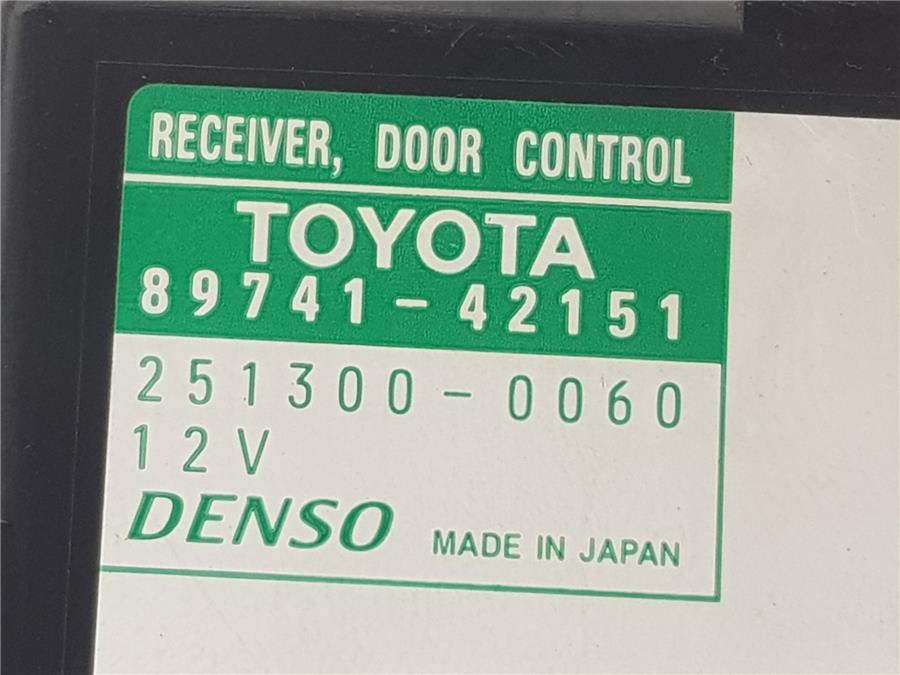 RECEIVER, DOOR CONTROL
TOYOTA
89741-42151
251300-0060
12V
DENSO MADE IN JAPAN